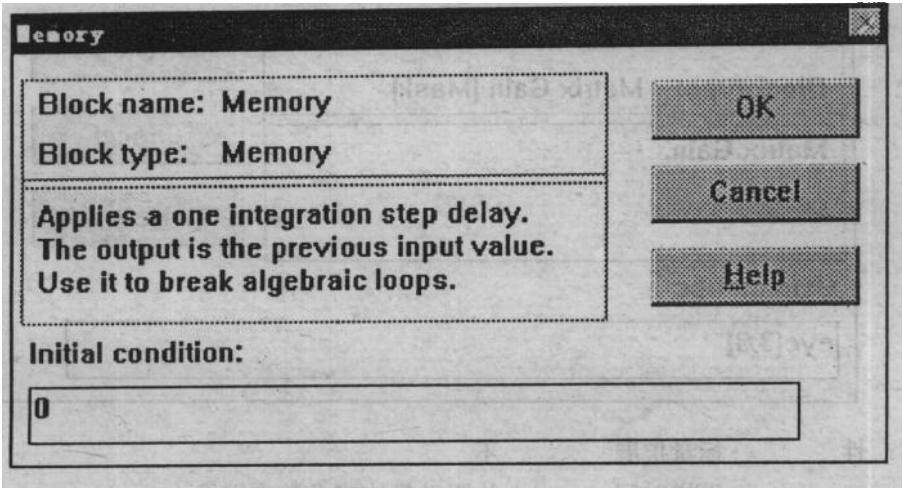 Memory
Block name: Memory
Block type: Memory
Applies a one integration step delay.
The output is the previous input value.
Use it to break algebraic loops.
Initial condition:
0
OK
Cancel
Help